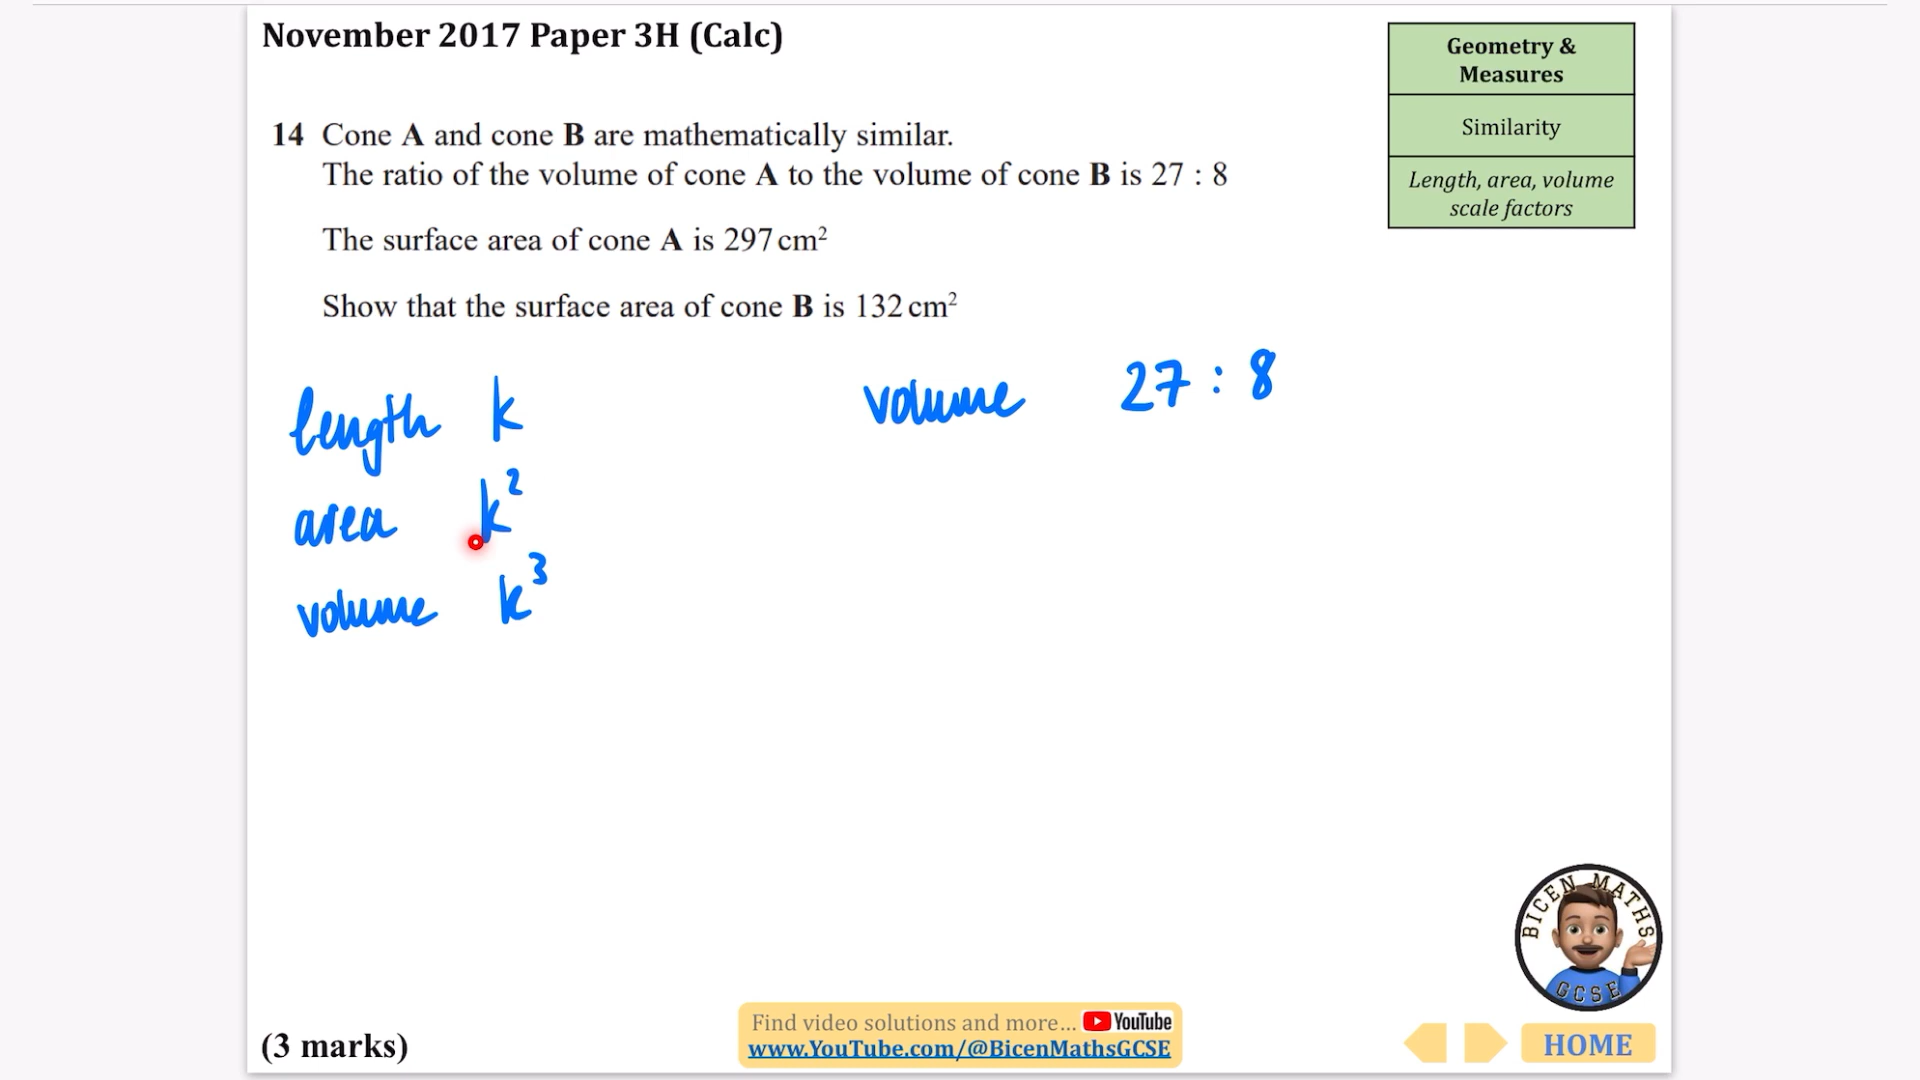 November 2017 Paper 3H (Calc)
Geometry &
Measures
Similarity
Length, area, volume
scale factors
14 Cone A and cone B are mathematically similar.
The ratio of the volume of cone A to the volume of cone B is 27 : 8
The surface area of cone A is 297 cm²
Show that the surface area of cone B is 132 cm²
length k
area k²
volume k³
volume 27 : 8
BICEN MATHS
GCSE
(3 marks)
Find video solutions and more... YouTube
www.YouTube.com/@BicenMathsGCSE
HOME